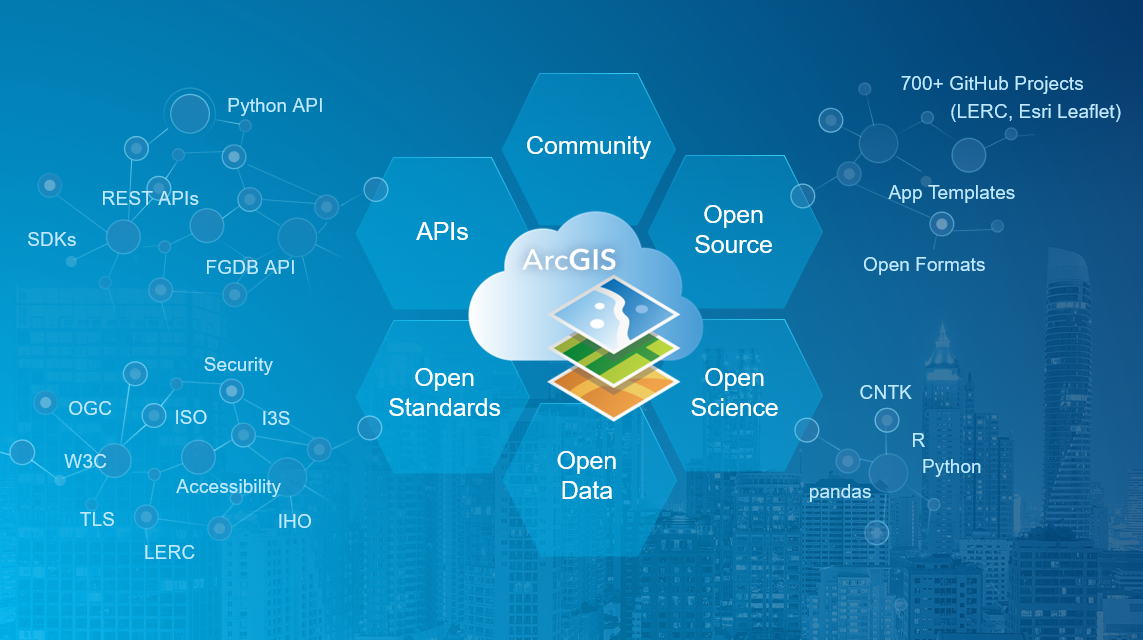 Community
ArcGIS
APIs
Python API
REST APIs
SDKs
FGDB API
Open
Source
700+ GitHub Projects
(LERC, Esri Leaflet)
App Templates
Open Formats
Open
Standards
Security
OGC
ISO
I3S
W3C
Accessibility
TLS
IHO
LERC
Open
Data
Open
Science
CNTK
R
Python
pandas